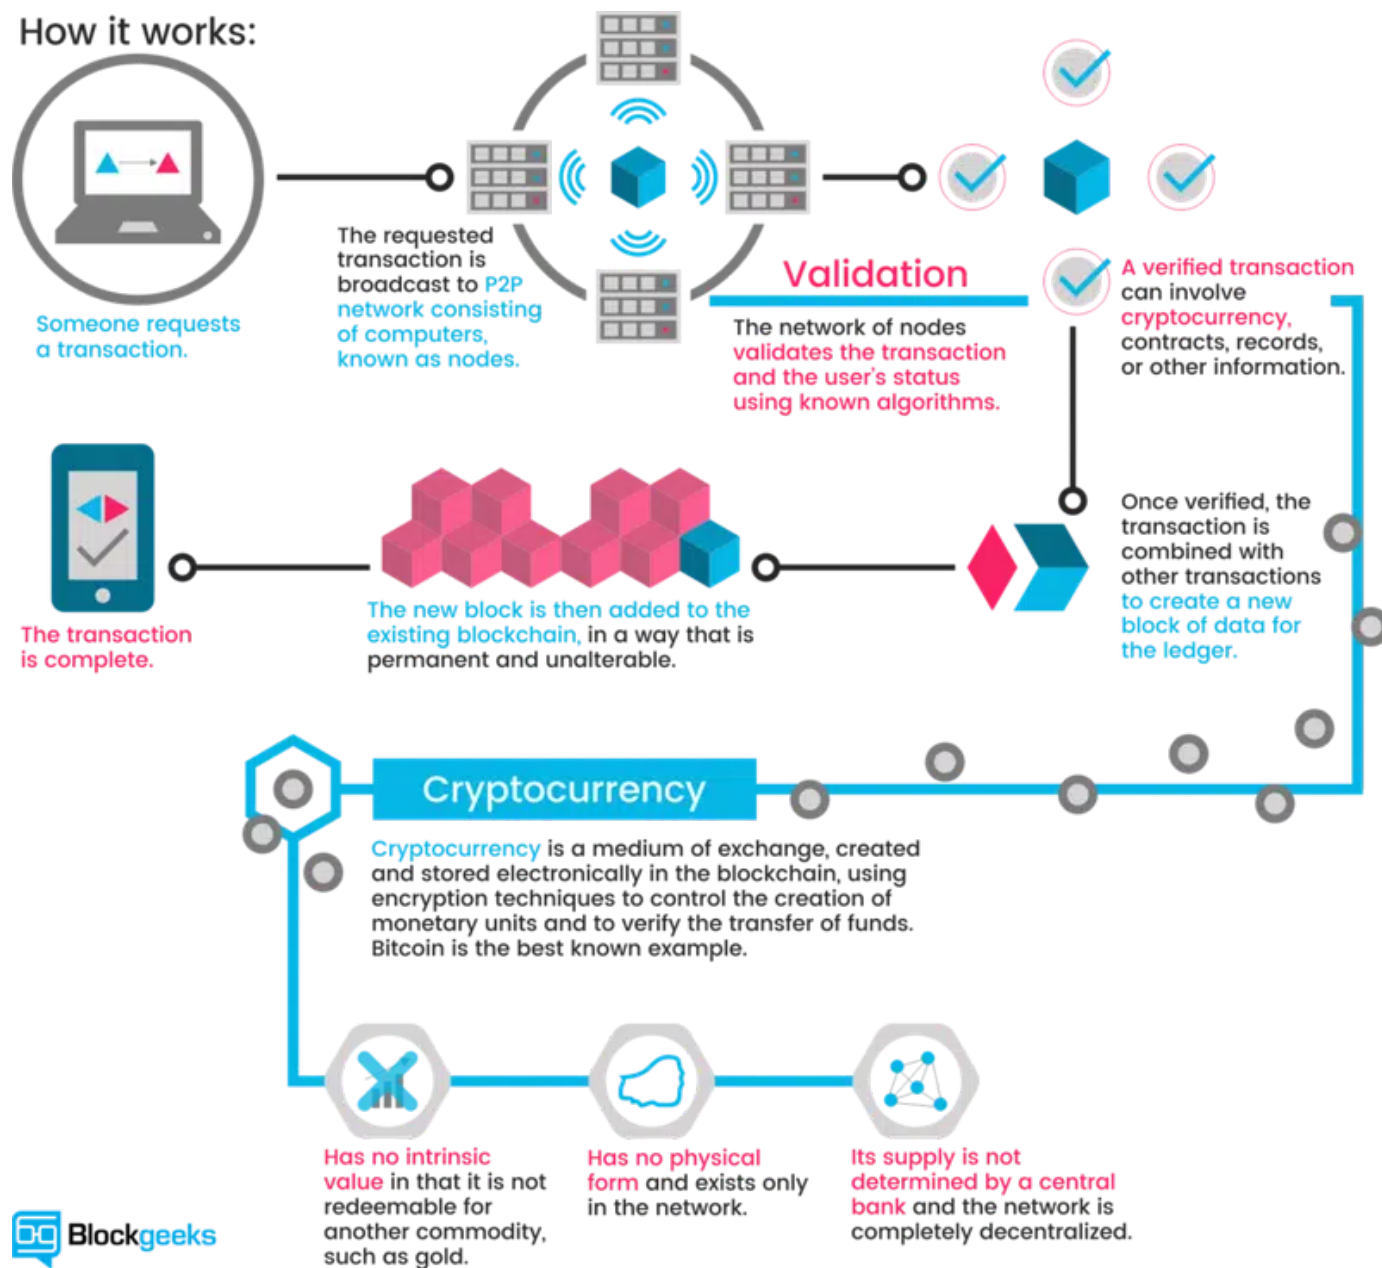 How it works:
Someone requests
a transaction.
The requested
transaction is
broadcast to P2P
network consisting
of computers,
known as nodes.
Validation
The network of nodes
validates the transaction
and the user's status
using known algorithms.
A verified transaction
can involve
cryptocurrency,
contracts, records,
or other information.
Once verified, the
transaction is
combined with
other transactions
to create a new
block of data for
the ledger.
The new block is then added to the
existing blockchain, in a way that is
permanent and unalterable.
The transaction
is complete.
Cryptocurrency
Cryptocurrency is a medium of exchange, created
and stored electronically in the blockchain, using
encryption techniques to control the creation of
monetary units and to verify the transfer of funds.
Bitcoin is the best known example.
Has no intrinsic
value in that it is not
redeemable for
another commodity,
such as gold.
Has no physical
form and exists only
in the network.
Its supply is not
determined by a central
bank and the network is
completely decentralized.
Blockgeeks